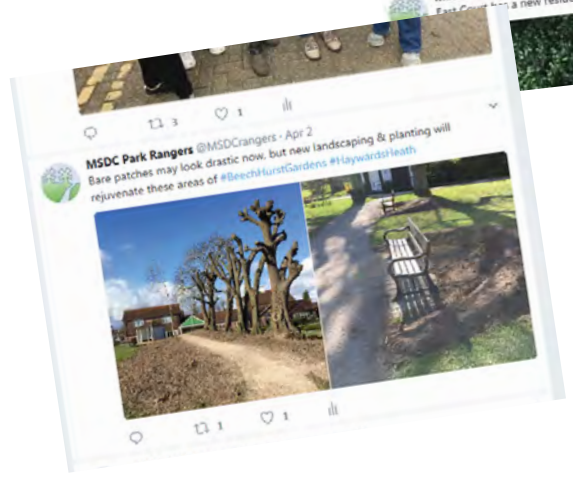 East Court has a new
3 1
MSDC Park Rangers @MSDCrangers · Apr 2
Bare patches may look drastic now, but new landscaping & planting will
rejuvenate these areas of #BeechHurstGardens #HaywardsHeath
1 1